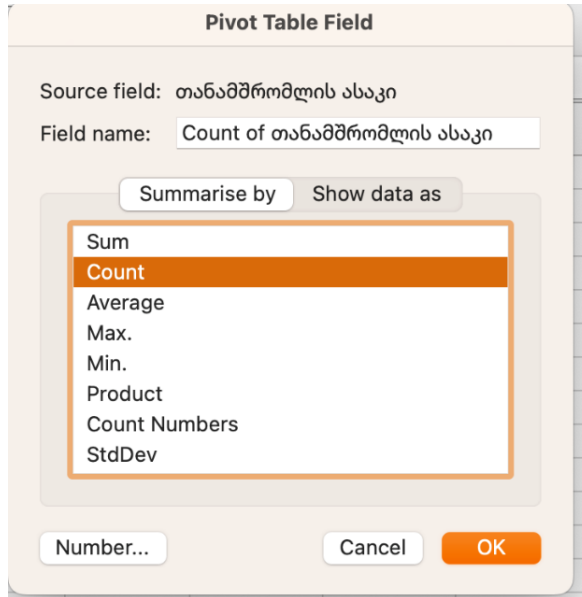 Pivot Table Field
Source field: თანამშრომლის ასაკი
Field name: Count of თანამშრომლის ასაკი
Summarise by Show data as
Sum
Count
Average
Max.
Min.
Product
Count Numbers
StdDev
Number... Cancel OK